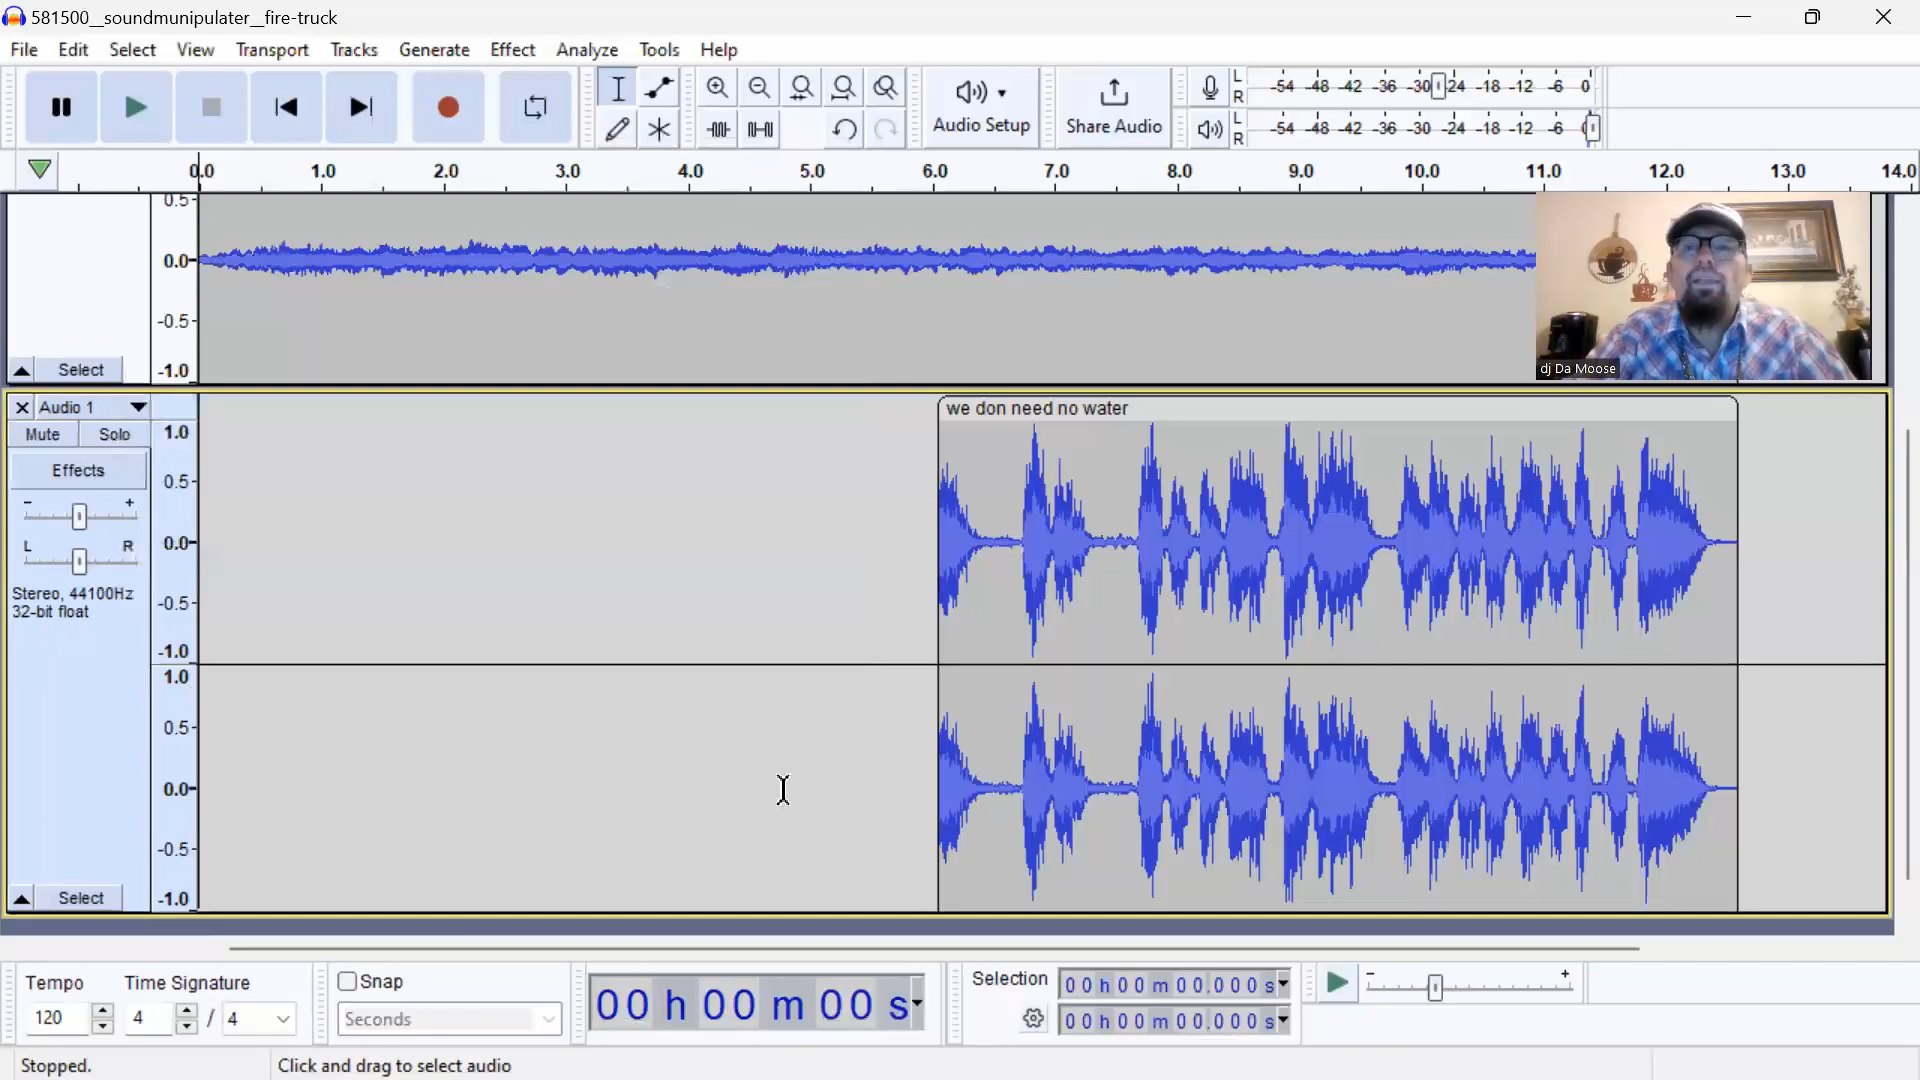 581500__soundmunipulater__fire-truck
File Edit Select View Transport Tracks Generate Effect Analyze Tools Help
Audio Setup
Share Audio
L
R
-54 -48 -42 -36 -30 -24 -18 -12 -6 0
L
R
-54 -48 -42 -36 -30 -24 -18 -12 -6
0.0 1.0 2.0 3.0 4.0 5.0 6.0 7.0 8.0 9.0 10.0 11.0 12.0 13.0 14.0
0.5
0.0
-0.5
-1.0
Select
dj Da Moose
Audio 1
we don need no water
Mute Solo
Effects
- +
L R
Stereo, 44100Hz
32-bit float
1.0
0.5
0.0
-0.5
-1.0
1.0
0.5
0.0
-0.5
-1.0
Select
Tempo
120
Time Signature
4 / 4
Snap
Seconds
00 h 00 m 00 s
Selection
00 h 00 m 00.000 s
00 h 00 m 00.000 s
- +
Stopped.
Click and drag to select audio